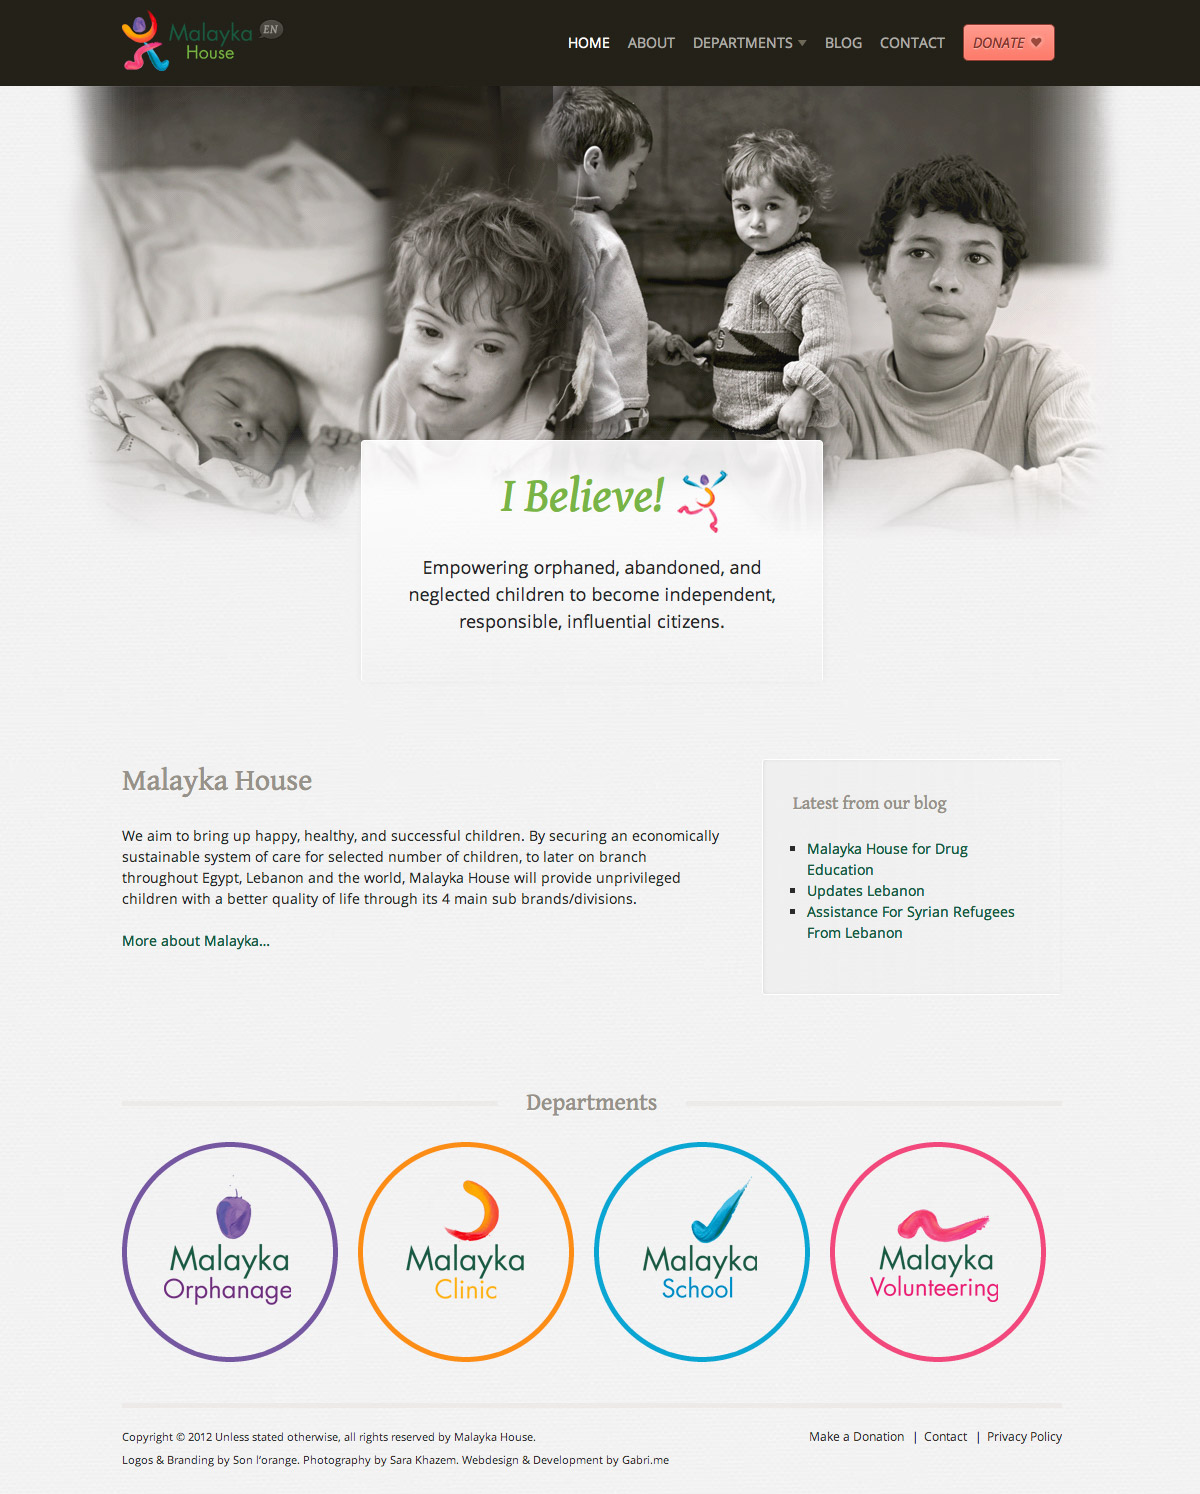 Malayka EN
House
HOME ABOUT DEPARTMENTS BLOG CONTACT DONATE
I Believe!
Empowering orphaned, abandoned, and
neglected children to become independent,
responsible, influential citizens.
Malayka House
We aim to bring up happy, healthy, and successful children. By securing an economically
sustainable system of care for selected number of children, to later on branch
throughout Egypt, Lebanon and the world, Malayka House will provide unprivileged
children with a better quality of life through its 4 main sub brands/divisions.
More about Malayka...
Latest from our blog
Malayka House for Drug
Education
Updates Lebanon
Assistance For Syrian Refugees
From Lebanon
Departments
Malayka
Orphanage
Malayka
Clinic
Malayka
School
Malayka
Volunteering
Copyright © 2012 Unless stated otherwise, all rights reserved by Malayka House.
Logos & Branding by Son l'orange. Photography by Sara Khazem. Webdesign & Development by Gabri.me
Make a Donation | Contact | Privacy Policy